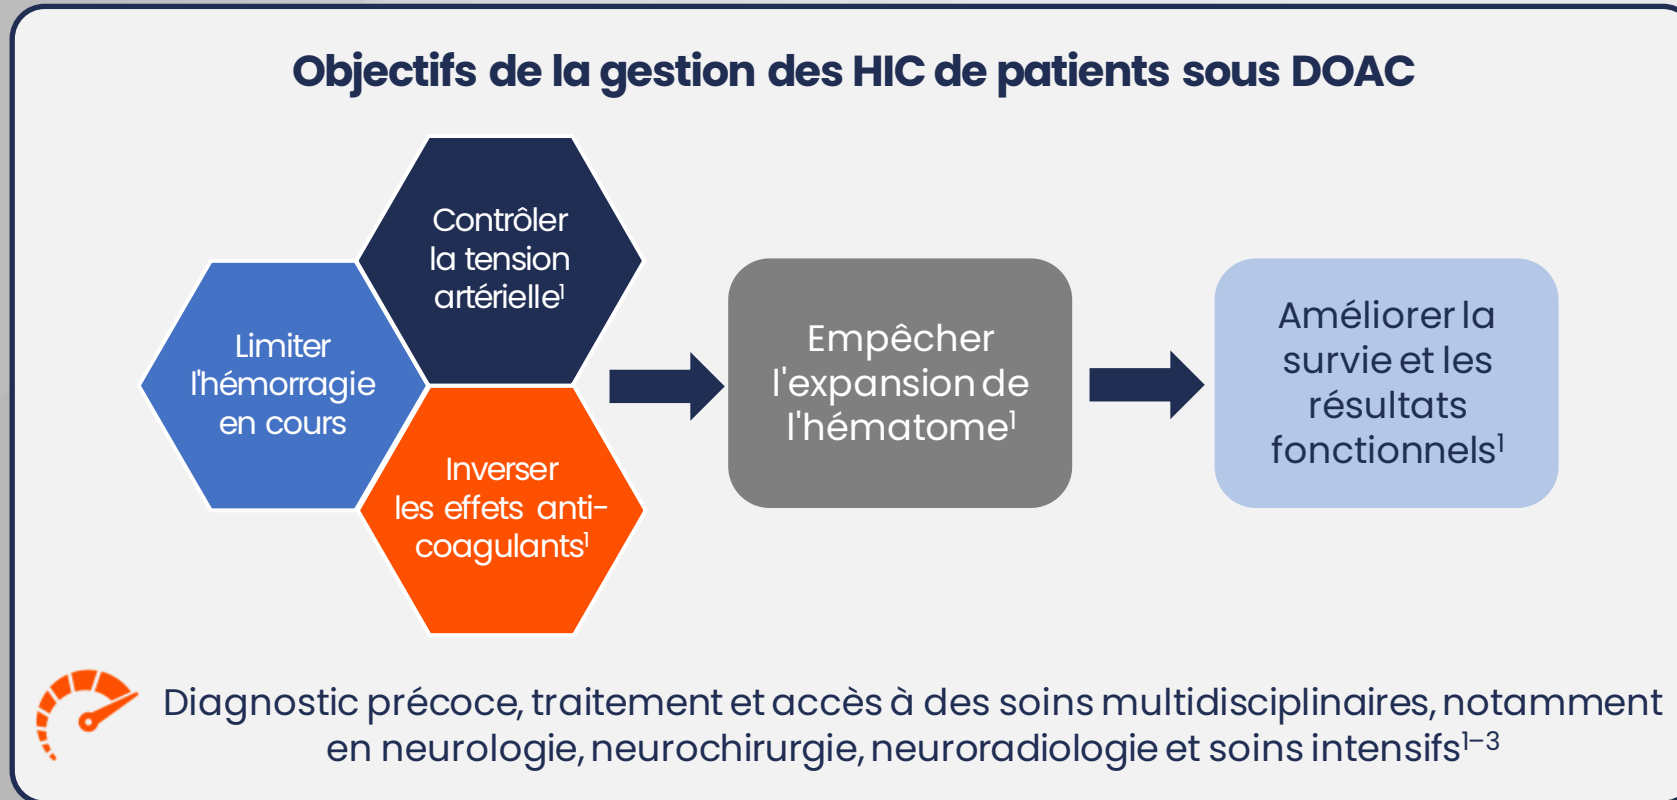 Objectifs de la gestion des HIC de patients sous DOAC
Contrôler
la tension
artérielle¹
Limiter
l'hémorragie
en cours
Inverser
les effets anti-
coagulants¹
Empêcher
l'expansion de
l'hématome¹
Améliorer la
survie et les
résultats
fonctionnels¹
Diagnostic précoce, traitement et accès à des soins multidisciplinaires, notamment
en neurologie, neurochirurgie, neuroradiologie et soins intensifs¹⁻³